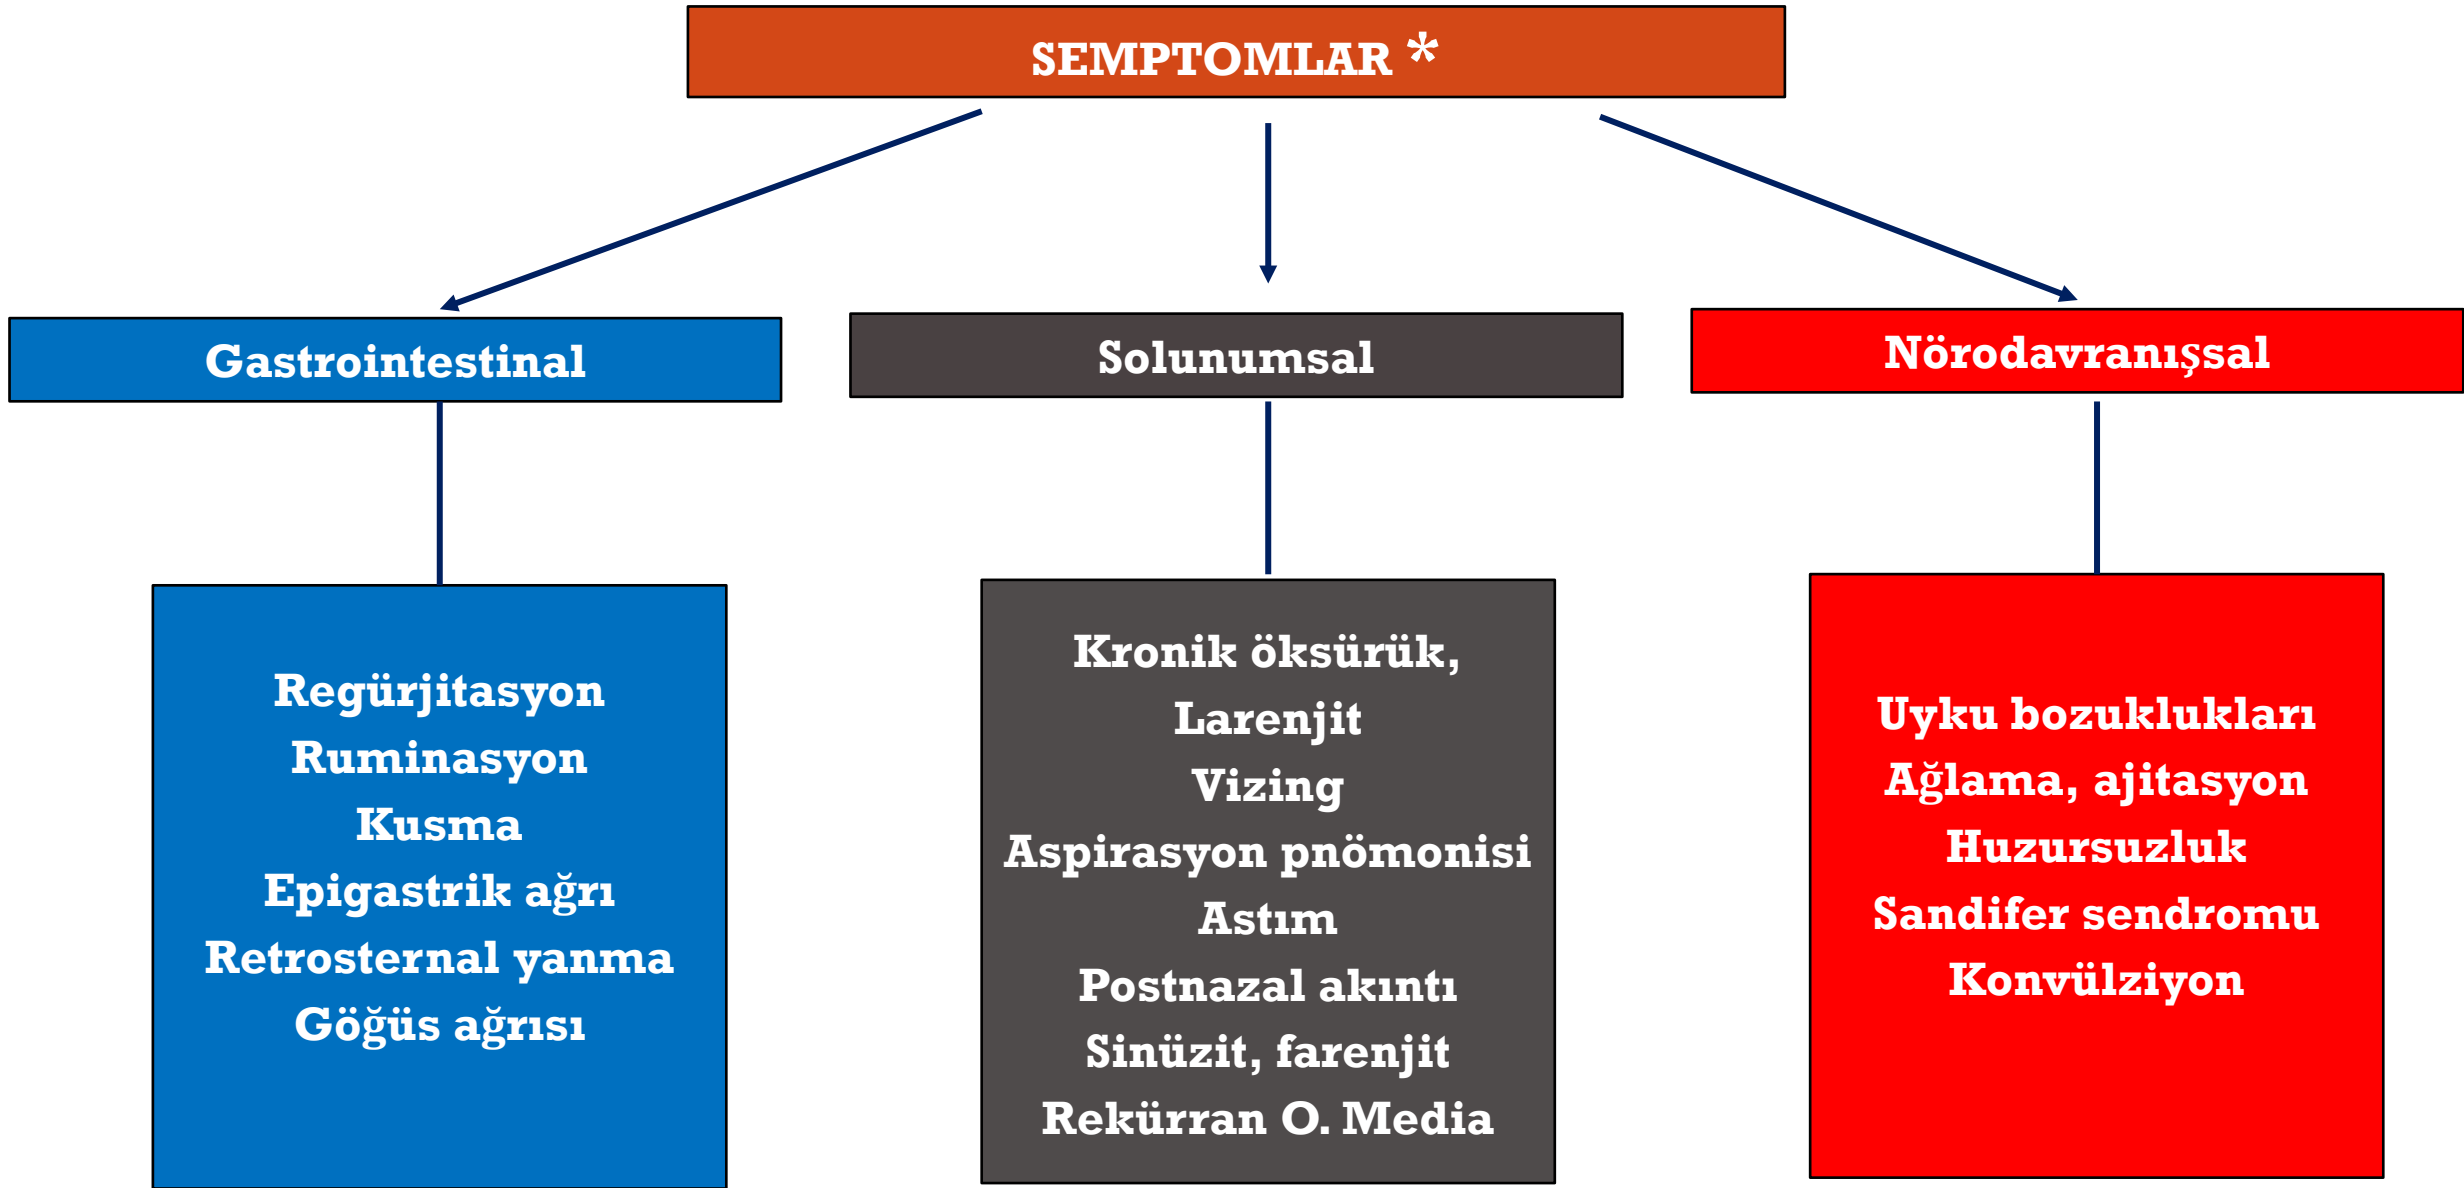 SEMPTOMLAR *
Gastrointestinal
Solunumsal
Nörodavranışsal
Regürjitasyon
Ruminasyon
Kusma
Epigastrik ağrı
Retrosternal yanma
Göğüs ağrısı
Kronik öksürük,
Larenjit
Vizing
Aspirasyon pnömonisi
Astım
Postnazal akıntı
Sinüzit, farenjit
Rekürran O. Media
Uyku bozuklukları
Ağlama, ajitasyon
Huzursuzluk
Sandifer sendromu
Konvülziyon